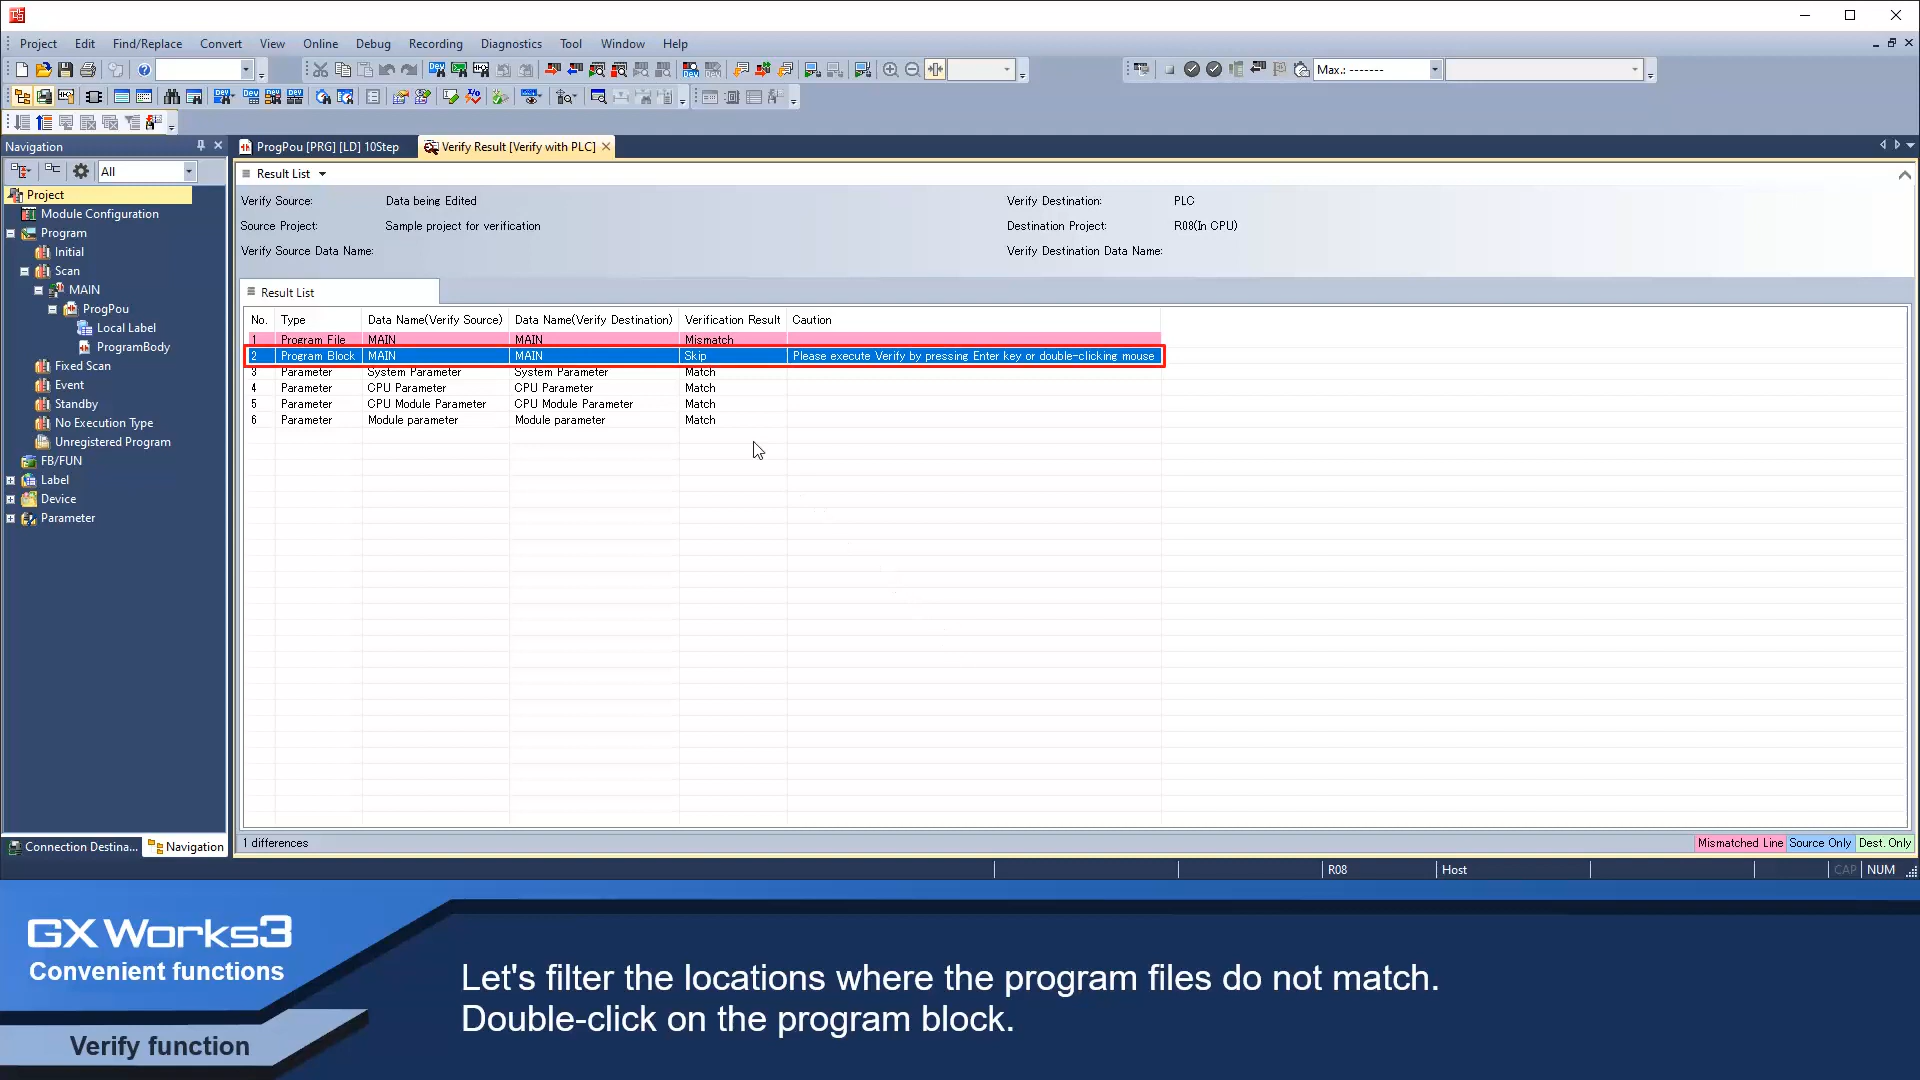 Project Edit Find/Replace Convert View Online Debug Recording Diagnostics Tool Window Help
Max.: -------
Navigation
ProgPou [PRG] [LD] 10Step
Verify Result [Verify with PLC]
All
Result List
Project
Module Configuration
Program
Initial
Scan
MAIN
ProgPou
Local Label
ProgramBody
Fixed Scan
Event
Standby
No Execution Type
Unregistered Program
FB/FUN
Label
Device
Parameter
Verify Source: Data being Edited Verify Destination: PLC
Source Project: Sample project for verification Destination Project: R08(In CPU)
Verify Source Data Name: Verify Destination Data Name:
Result List
No. Type Data Name(Verify Source) Data Name(Verify Destination) Verification Result Caution
1 Program File MAIN MAIN Mismatch
2 Program Block MAIN MAIN Skip Please execute Verify by pressing Enter key or double-clicking mouse
3 Parameter System Parameter System Parameter Match
4 Parameter CPU Parameter CPU Parameter Match
5 Parameter CPU Module Parameter CPU Module Parameter Match
6 Parameter Module parameter Module parameter Match
Connection Destina... Navigation
1 differences Mismatched Line Source Only Dest. Only
R08 Host CAP NUM
GX Works3
Convenient functions
Verify function
Let's filter the locations where the program files do not match.
Double-click on the program block.